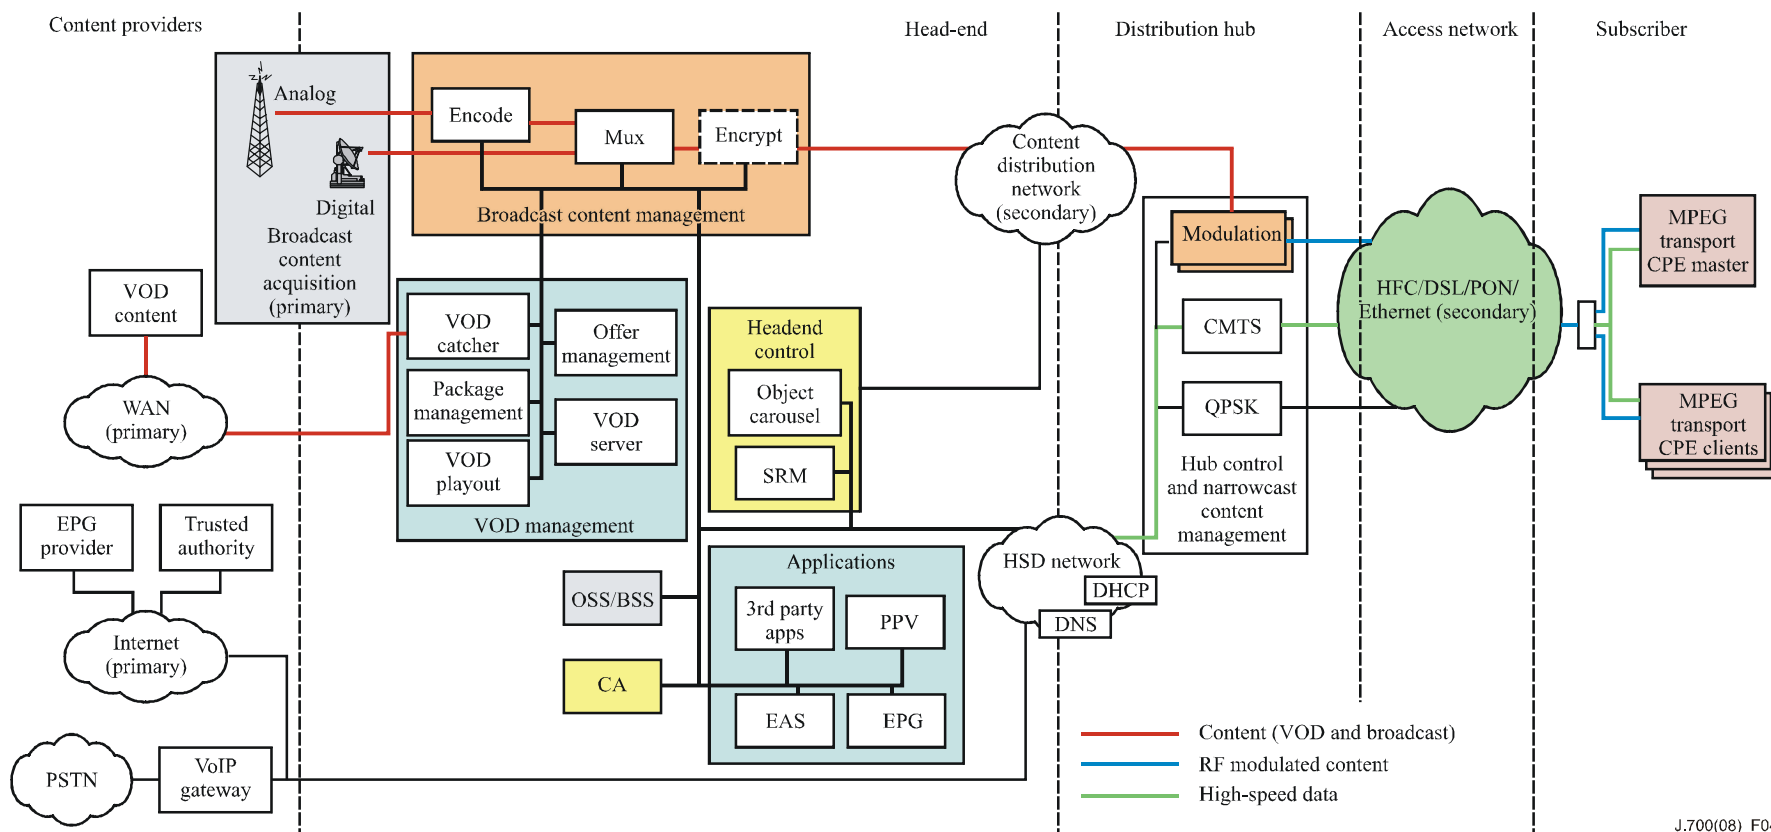 Content providers
Head-end
Distribution hub
Access network
Subscriber
Analog
Digital
Broadcast
content
acquisition
(primary)
Encode
Mux
Encrypt
Broadcast content management
Content
distribution
network
(secondary)
Modulation
CMTS
QPSK
Hub control
and narrowcast
content
management
HFC/DSL/PON/
Ethernet (secondary)
MPEG
transport
CPE master
MPEG
transport
CPE clients
VOD
content
WAN
(primary)
VOD
catcher
Offer
management
Package
management
VOD
server
VOD
playout
VOD management
Headend
control
Object
carousel
SRM
EPG
provider
Trusted
authority
Internet
(primary)
PSTN
VoIP
gateway
OSS/BSS
CA
Applications
3rd party
apps
PPV
EAS
EPG
HSD network
DHCP
DNS
Content (VOD and broadcast)
RF modulated content
High-speed data